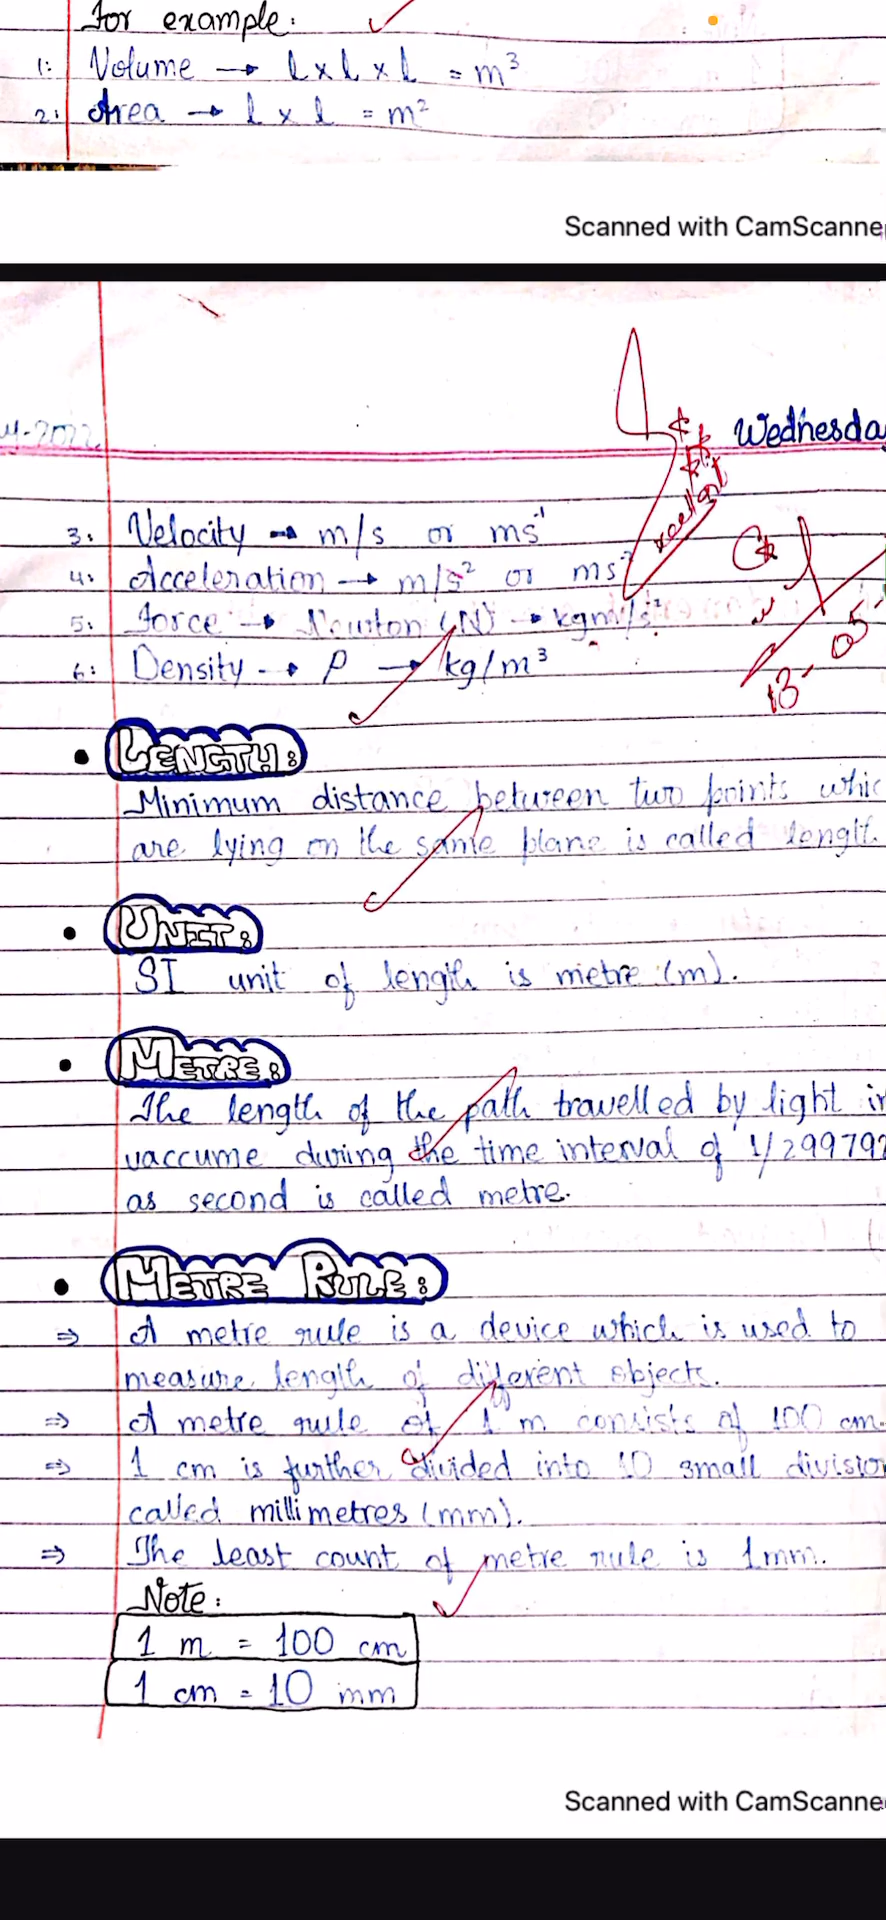 For example:
1: Volume → l x l x l = m³
2: Area → l x l = m²
Scanned with CamScanne
Wednesda
3: Velocity → m/s or ms⁻¹
4: Acceleration → m/s² or ms⁻²
5: Force → Newton (N) → kgm/s²
6: Density → ρ → kg/m³
• LENGTH:
Minimum distance between two points whic
are lying on the same plane is called length.
• UNIT:
SI unit of length is metre (m).
• METRE:
The length of the path travelled by light in
vaccume during the time interval of 1/299792
as second is called metre.
• METRE RULE:
⇒ A metre rule is a device which is used to
measure length of different objects.
⇒ A metre rule of 1 m consists of 100 cm.
⇒ 1 cm is further divided into 10 small division
called millimetres (mm).
⇒ The least count of metre rule is 1mm.
Note:
1 m = 100 cm
1 cm = 10 mm
Scanned with CamScanne